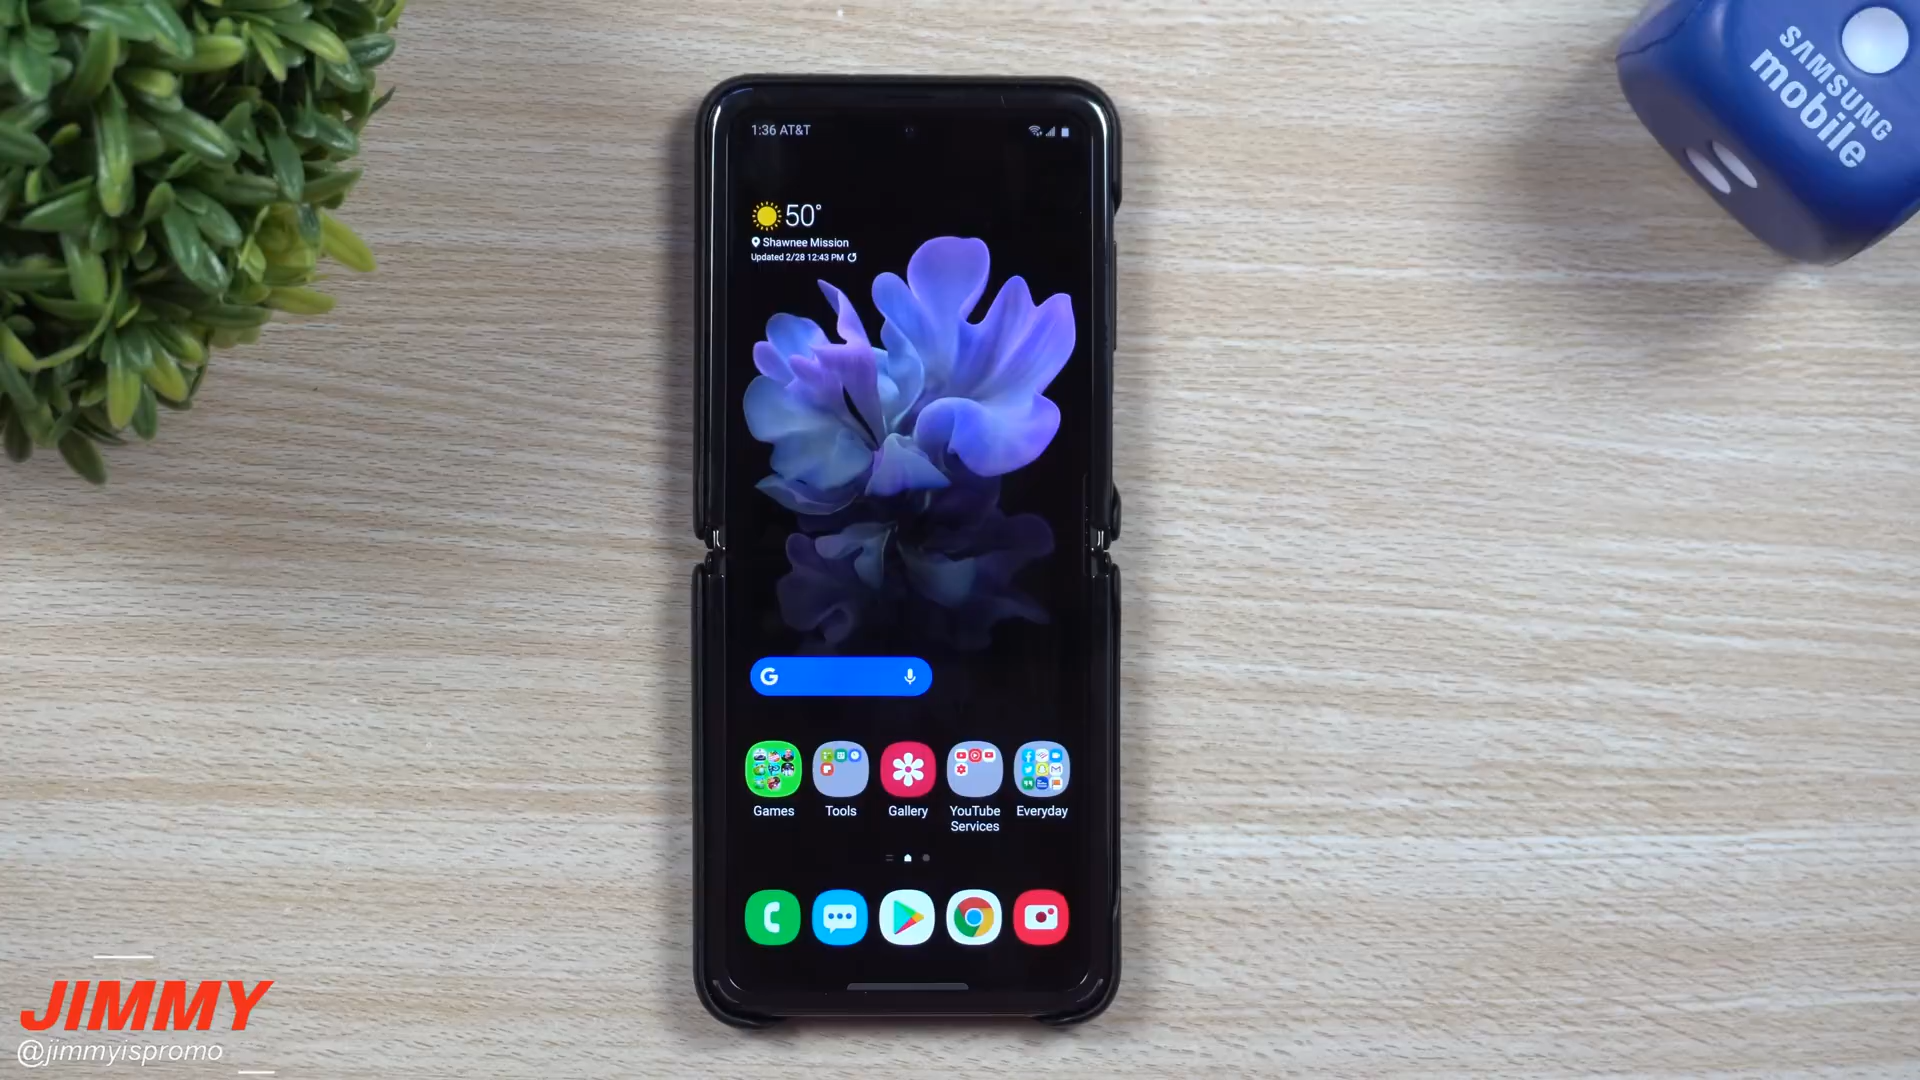 SAMSUNG
mobile
1:36 AT&T
50°
Shawnee Mission
Updated 2/28 12:43 PM
G
Games
Tools
Gallery
YouTube
Services
Everyday
JIMMY
@jimmyispromo